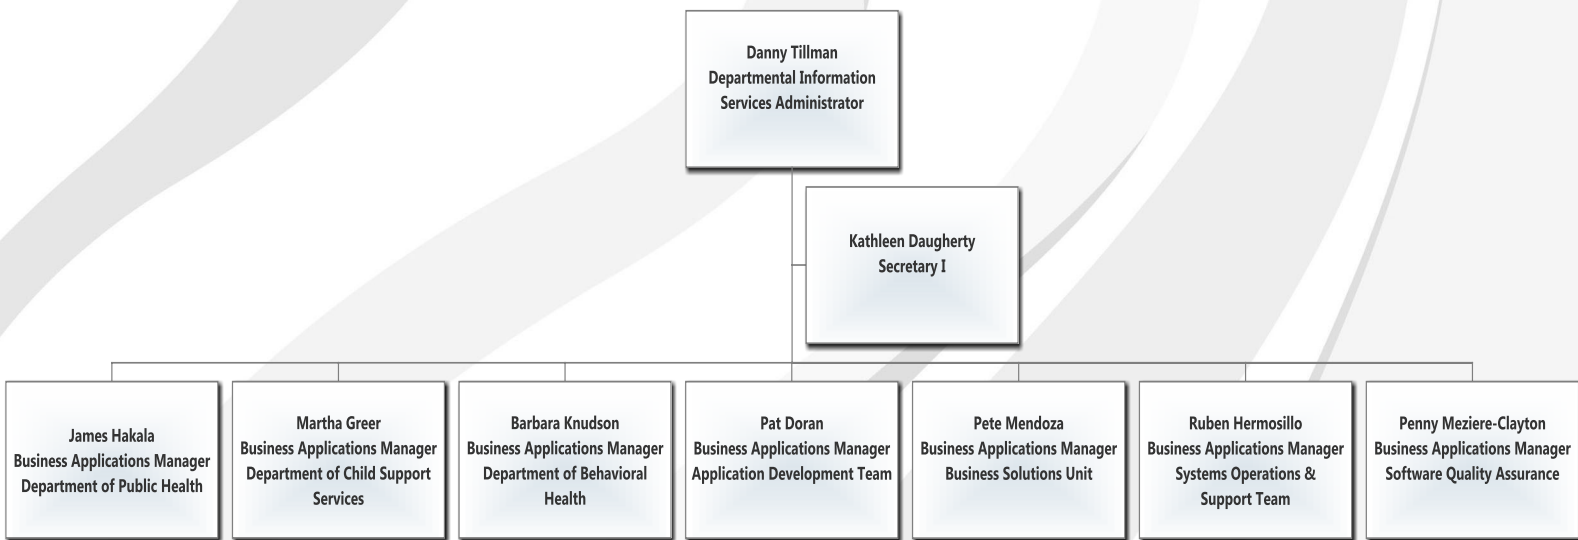 Danny Tillman
Departmental Information
Services Administrator
Kathleen Daugherty
Secretary I
James Hakala
Business Applications Manager
Department of Public Health
Martha Greer
Business Applications Manager
Department of Child Support
Services
Barbara Knudson
Business Applications Manager
Department of Behavioral
Health
Pat Doran
Business Applications Manager
Application Development Team
Pete Mendoza
Business Applications Manager
Business Solutions Unit
Ruben Hermosillo
Business Applications Manager
Systems Operations &
Support Team
Penny Meziere-Clayton
Business Applications Manager
Software Quality Assurance